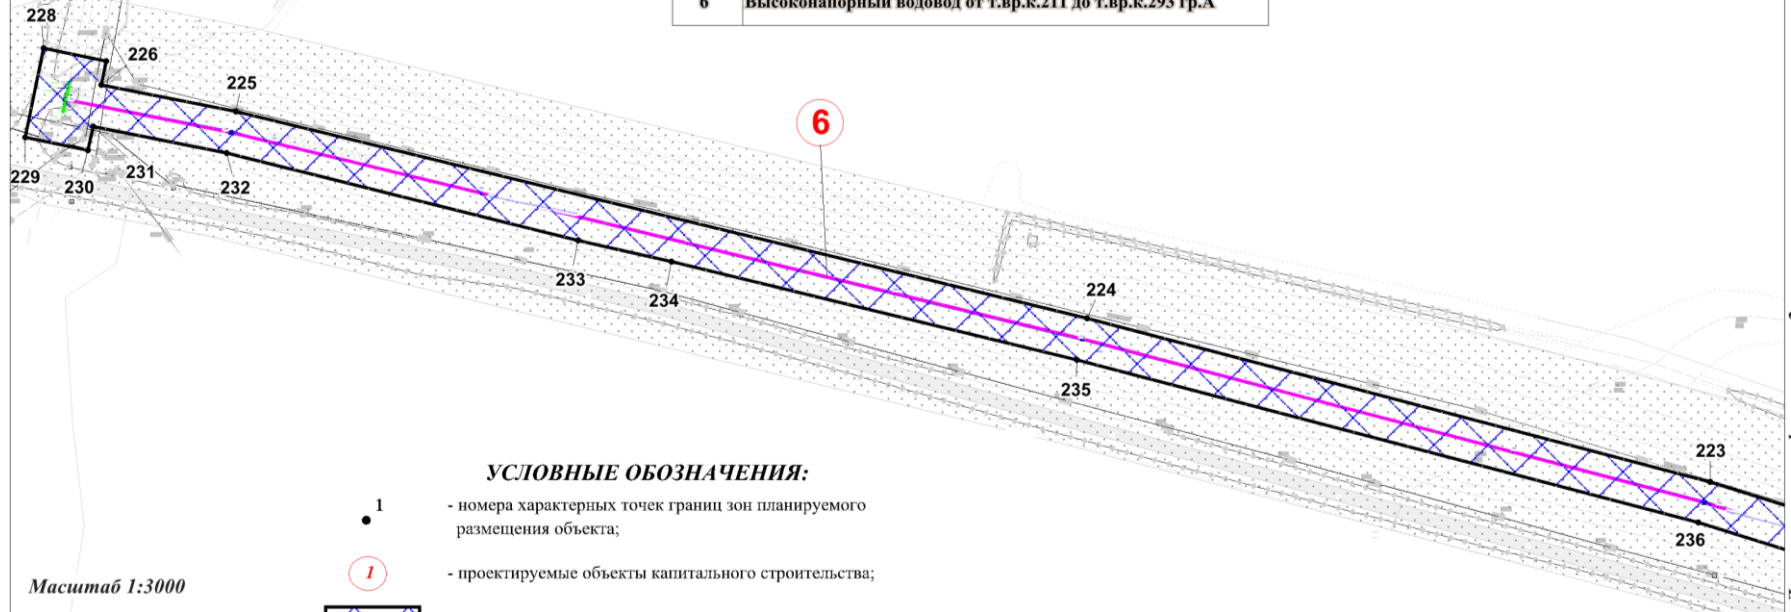 6 Высоконапорный водовод от т.вр.к.211 до т.вр.к.293 гр.А
228
226
225
6
229
230
231
232
233
234
224
235
223
236
УСЛОВНЫЕ ОБОЗНАЧЕНИЯ:
1 - номера характерных точек границ зон планируемого
размещения объекта;
1 - проектируемые объекты капитального строительства;
Масштаб 1:3000